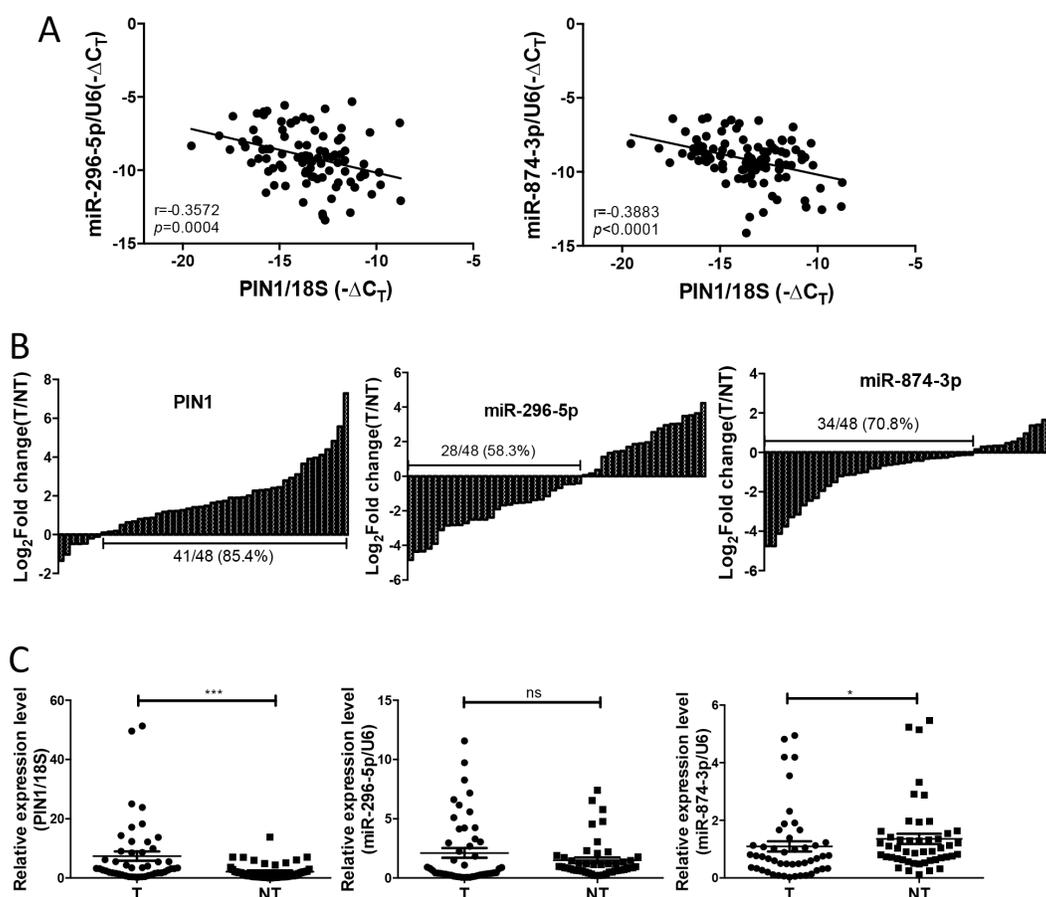 A
0
-5
-10
-15
miR-296-5p/U6(-ΔCT)
r=-0.3572
p=0.0004
-20
-15
-10
-5
PIN1/18S (-ΔCT)
0
-5
-10
-15
miR-874-3p/U6(-ΔCT)
r=-0.3883
p<0.0001
-20
-15
-10
-5
PIN1/18S (-ΔCT)
B
Log2Fold change(T/NT)
8
6
4
2
0
-2
PIN1
41/48 (85.4%)
Log2Fold change(T/NT)
6
4
2
0
-2
-4
-6
miR-296-5p
28/48 (58.3%)
Log2Fold change(T/NT)
4
2
0
-2
-4
-6
miR-874-3p
34/48 (70.8%)
C
Relative expression level
(PIN1/18S)
60
40
20
0
***
T
NT
Relative expression level
(miR-296-5p/U6)
15
10
5
0
ns
T
NT
Relative expression level
(miR-874-3p/U6)
6
4
2
0
*
T
NT